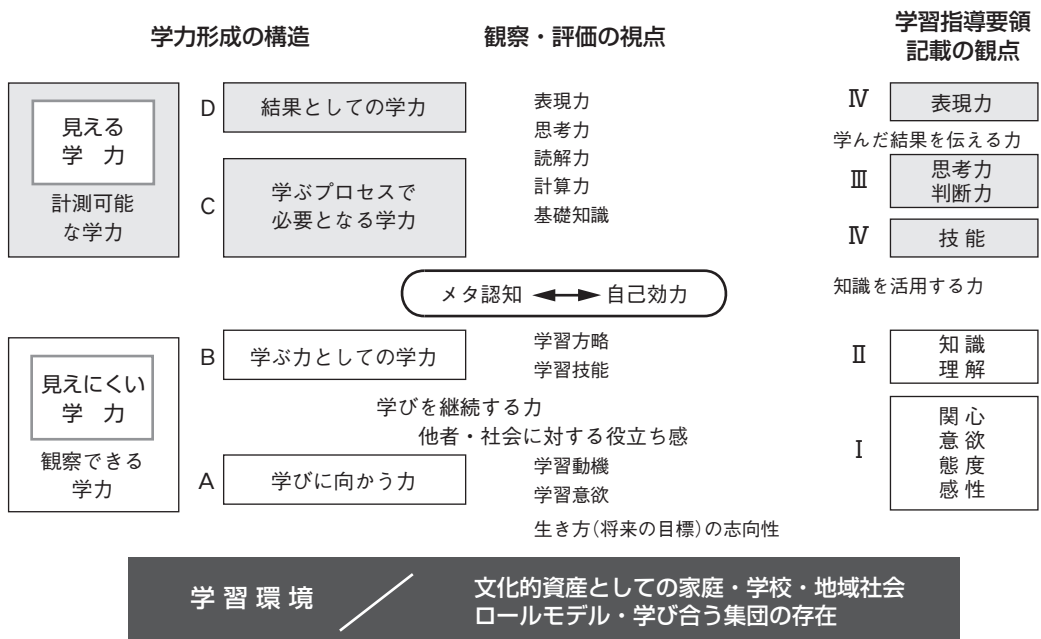 学力形成の構造
観察・評価の視点
学習指導要領
記載の観点
見える
学 力
計測可能
な学力
D
結果としての学力
C
学ぶプロセスで
必要となる学力
表現力
思考力
読解力
計算力
基礎知識
Ⅳ
表現力
学んだ結果を伝える力
Ⅲ
思考力
判断力
Ⅳ
技 能
知識を活用する力
メタ認知 ◀▶ 自己効力
見えにくい
学 力
観察できる
学力
B
学ぶ力としての学力
学習方略
学習技能
学びを継続する力
他者・社会に対する役立ち感
A
学びに向かう力
学習動機
学習意欲
生き方(将来の目標)の志向性
Ⅱ
知 識
理 解
Ⅰ
関 心
意 欲
態 度
感 性
学 習 環 境
文化的資産としての家庭・学校・地域社会
ロールモデル・学び合う集団の存在